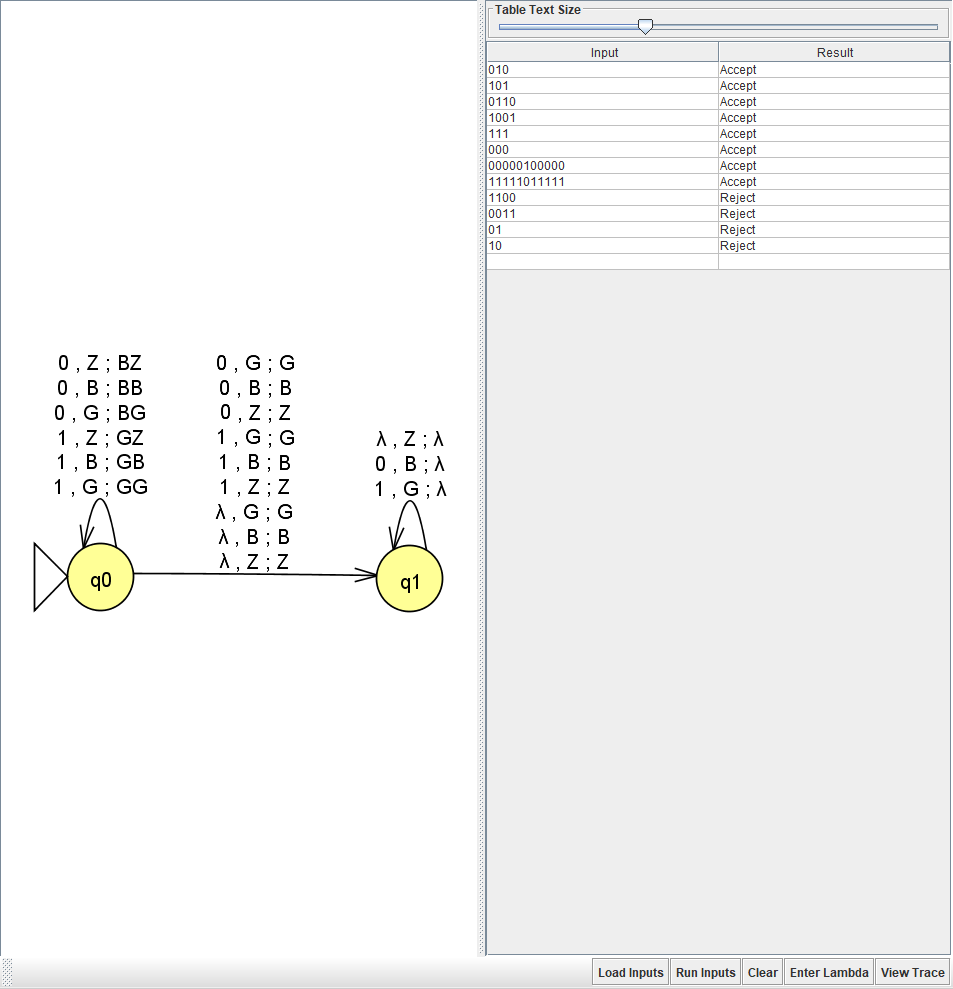 Table Text Size
Input Result
010 Accept
101 Accept
0110 Accept
1001 Accept
111 Accept
000 Accept
00000100000 Accept
11111011111 Accept
1100 Reject
0011 Reject
01 Reject
10 Reject
0 , Z ; BZ
0 , B ; BB
0 , G ; BG
1 , Z ; GZ
1 , B ; GB
1 , G ; GG
0 , G ; G
0 , B ; B
0 , Z ; Z
1 , G ; G
1 , B ; B
1 , Z ; Z
λ , G ; G
λ , B ; B
λ , Z ; Z
λ , Z ; λ
0 , B ; λ
1 , G ; λ
q0
q1
Load Inputs Run Inputs Clear Enter Lambda View Trace